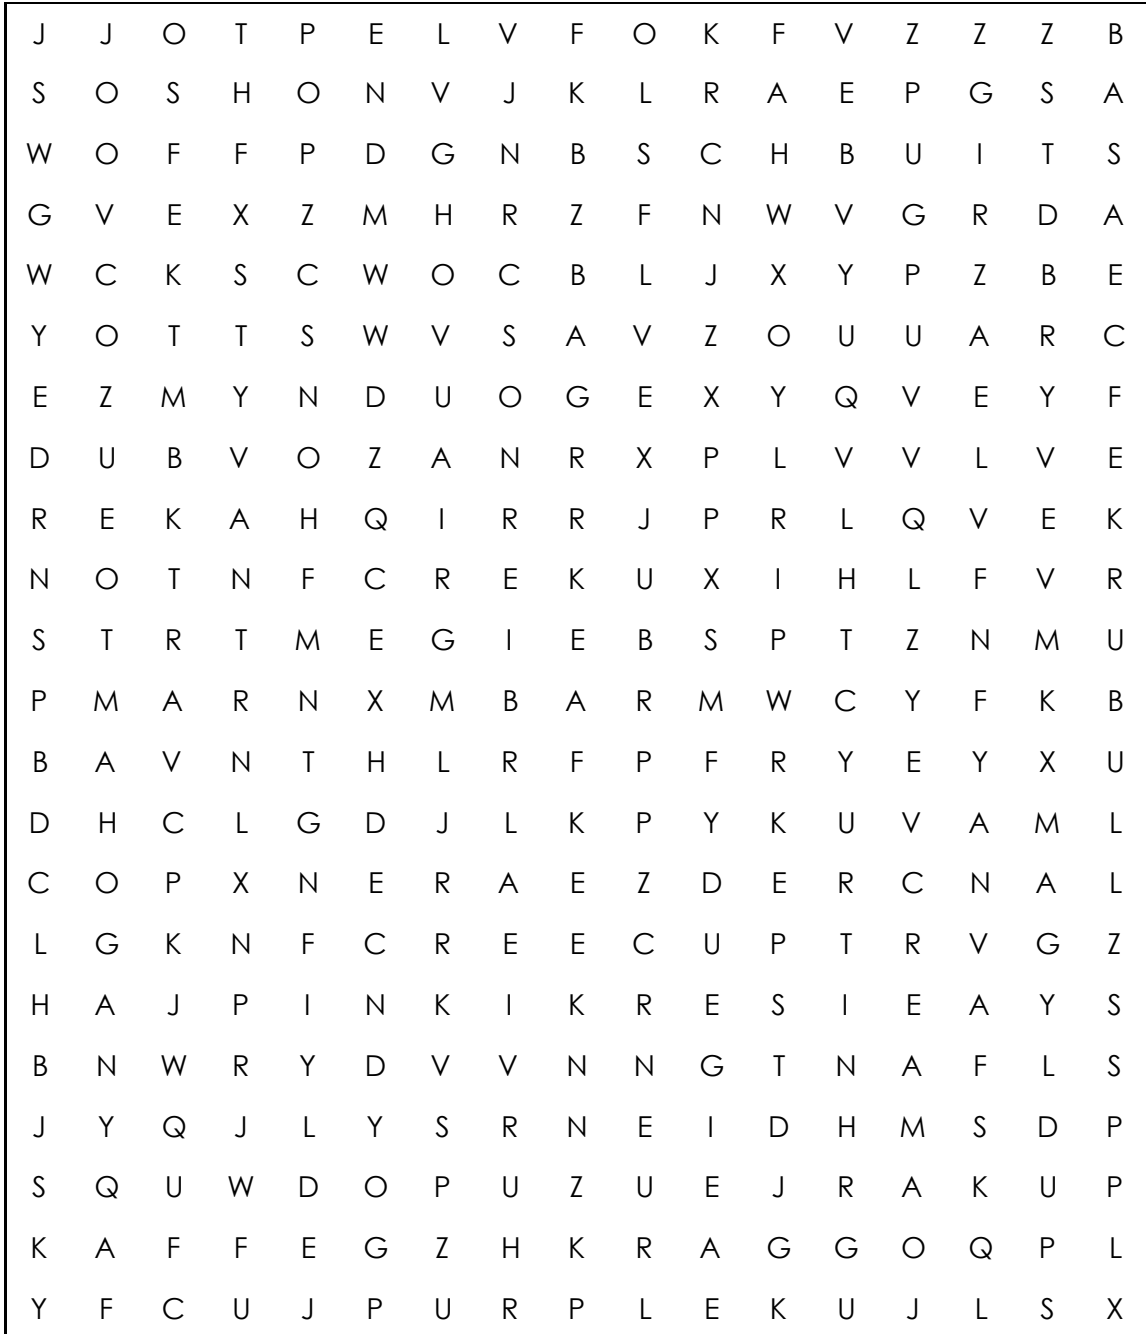 J J O T P E L V F O K F V Z Z Z B
S O S H O N V J K L R A E P G S A
W O F F P D G N B S C H B U I T S
G V E X Z M H R Z F N W V G R D A
W C K S C W O C B L J X Y P Z B E
Y O T T S W V S A V Z O U U A R C
E Z M Y N D U O G E X Y Q V E Y F
D U B V O Z A N R X P L V V L V E
R E K A H Q I R R J P R L Q V E K
N O T N F C R E K U X I H L F V R
S T R T M E G I E B S P T Z N M U
P M A R N X M B A R M W C Y F K B
B A V N T H L R F P F R Y E Y X U
D H C L G D J L K P Y K U V A M L
C O P X N E R A E Z D E R C N A L
L G K N F C R E E C U P T R V G Z
H A J P I N K I K R E S I E A Y S
B N W R Y D V V N N G T N A F L S
J Y Q J L Y S R N E I D H M S D P
S Q U W D O P U Z U E J R A K U P
K A F F E G Z H K R A G G O Q P L
Y F C U J P U R P L E K U J L S X